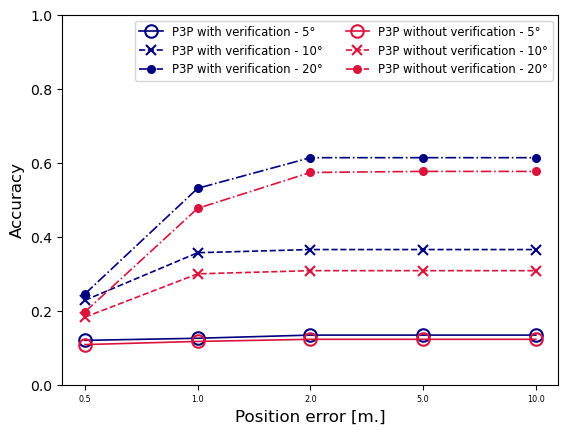 P3P with verification - 5°
P3P with verification - 10°
P3P with verification - 20°
P3P without verification - 5°
P3P without verification - 10°
P3P without verification - 20°
1.0
0.8
0.6
0.4
0.2
0.0
Accuracy
0.5 1.0 2.0 5.0 10.0
Position error [m.]